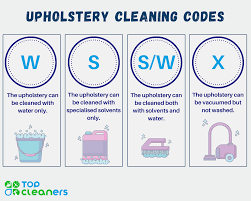 UPHOLSTERY CLEANING CODES
W
The upholstery
can be cleaned with
water only.
S
The upholstery
can be cleaned with
specialised solvents
only.
S/W
The upholstery can
be cleaned both
with solvents and
water.
X
The upholstery can
be vacuumed but
not washed.
TOP
cleaners